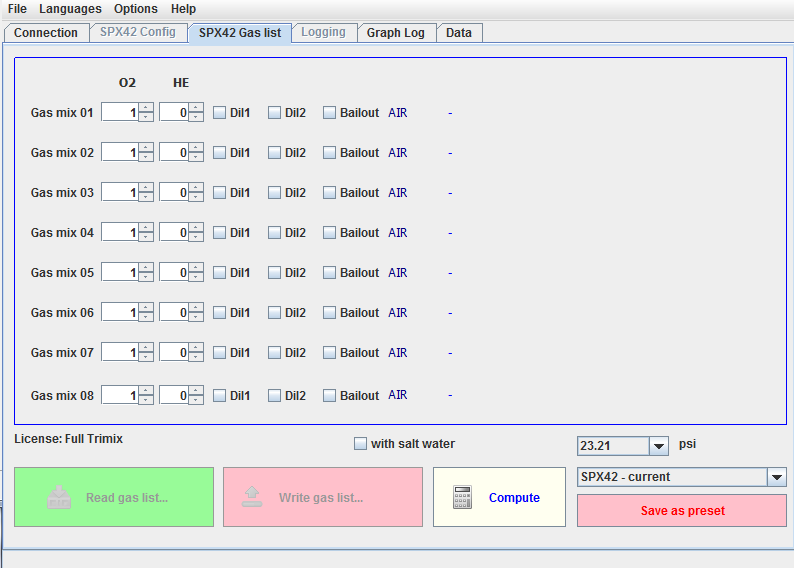 File Languages Options Help
Connection SPX42 Config SPX42 Gas list Logging Graph Log Data
O2 HE
Gas mix 01 1 0 Dil1 Dil2 Bailout AIR -
Gas mix 02 1 0 Dil1 Dil2 Bailout AIR -
Gas mix 03 1 0 Dil1 Dil2 Bailout AIR -
Gas mix 04 1 0 Dil1 Dil2 Bailout AIR -
Gas mix 05 1 0 Dil1 Dil2 Bailout AIR -
Gas mix 06 1 0 Dil1 Dil2 Bailout AIR -
Gas mix 07 1 0 Dil1 Dil2 Bailout AIR -
Gas mix 08 1 0 Dil1 Dil2 Bailout AIR -
License: Full Trimix
with salt water 23.21 psi
SPX42 - current
Read gas list... Write gas list... Compute
Save as preset